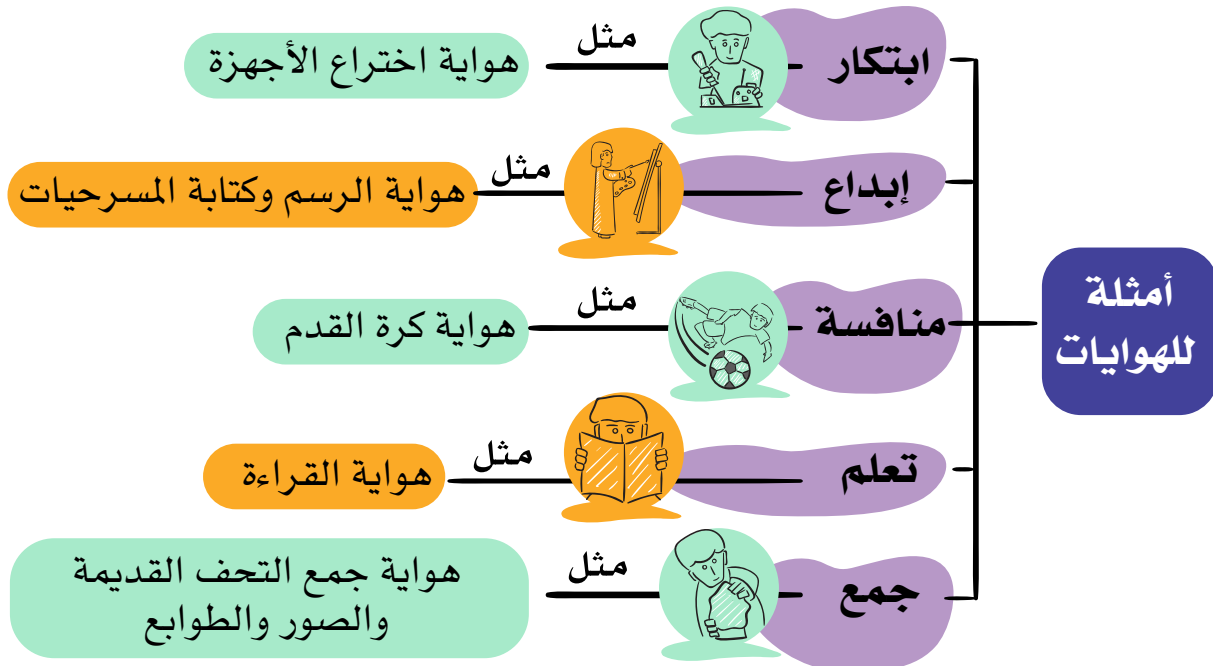 أمثلة
للهوايات
ابتكار
مثل
هواية اختراع الأجهزة
إبداع
مثل
هواية الرسم وكتابة المسرحيات
منافسة
مثل
هواية كرة القدم
تعلم
مثل
هواية القراءة
جمع
مثل
هواية جمع التحف القديمة
والصور والطوابع